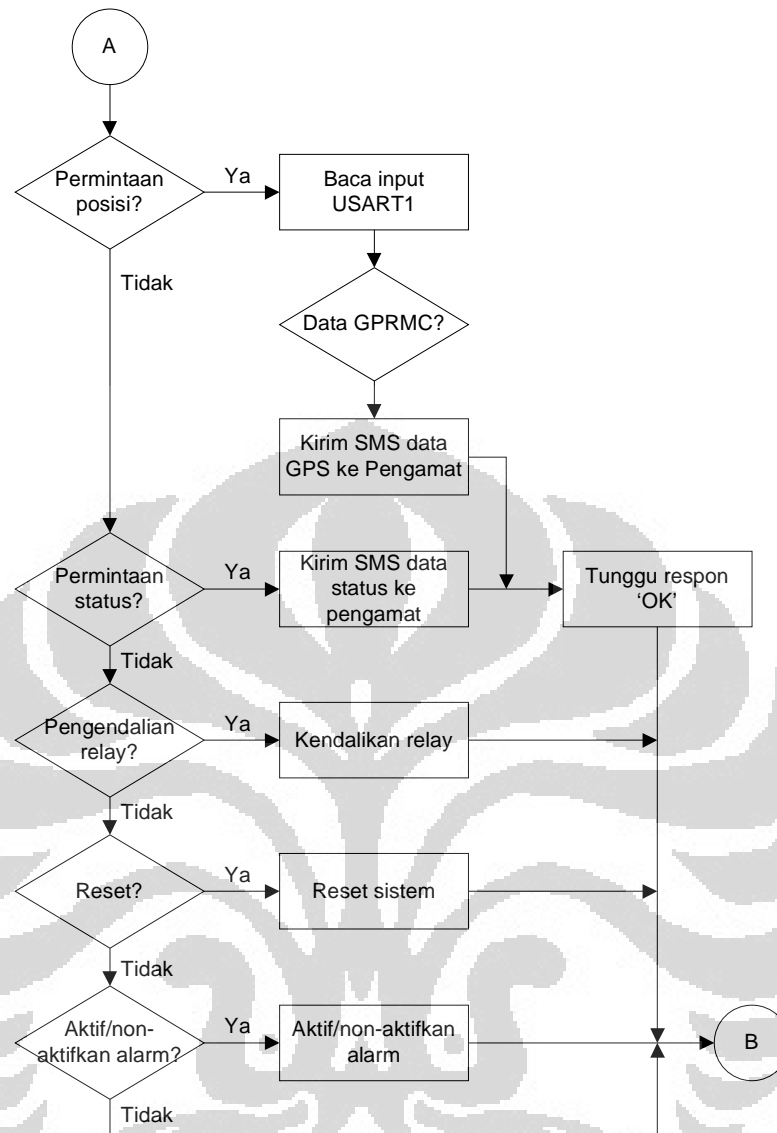 A
Permintaan
posisi?
Ya
Baca input
USART1
Tidak
Data GPRMC?
Kirim SMS data
GPS ke Pengamat
Permintaan
status?
Ya
Kirim SMS data
status ke
pengamat
Tunggu respon
‘OK’
Tidak
Pengendalian
relay?
Ya
Kendalikan relay
Tidak
Reset?
Ya
Reset sistem
Tidak
Aktif/non-
aktifkan alarm?
Ya
Aktif/non-aktifkan
alarm
B
Tidak